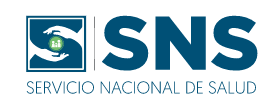 SNS
SERVICIO NACIONAL DE SALUD